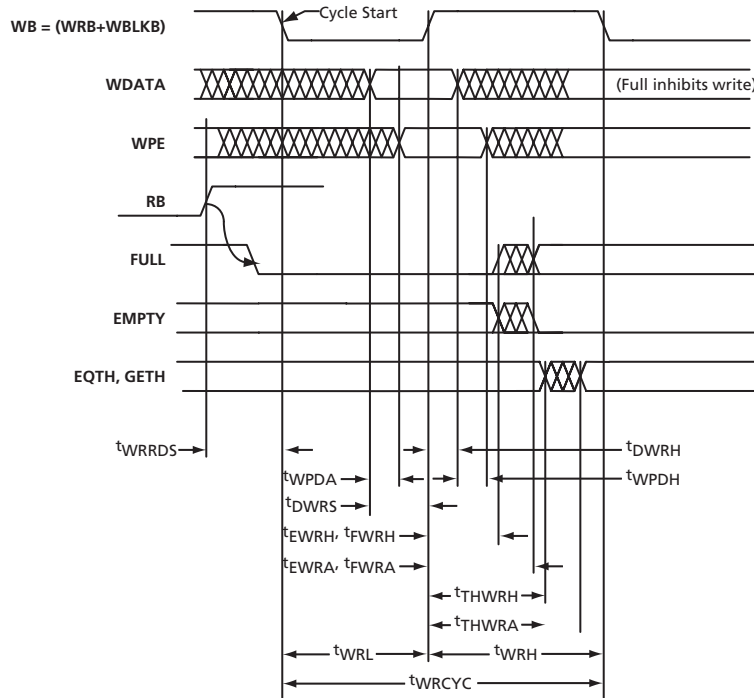 WB = (WRB+WBLKB)
Cycle Start
WDATA
(Full inhibits write)
WPE
RB
FULL
EMPTY
EQTH, GETH
tWRRDS
tDWRH
tWPDA
tWPDH
tDWRS
tEWRH, tFWRH
tEWRA, tFWRA
tTHWRH
tTHWRA
tWRL
tWRH
tWRCYC